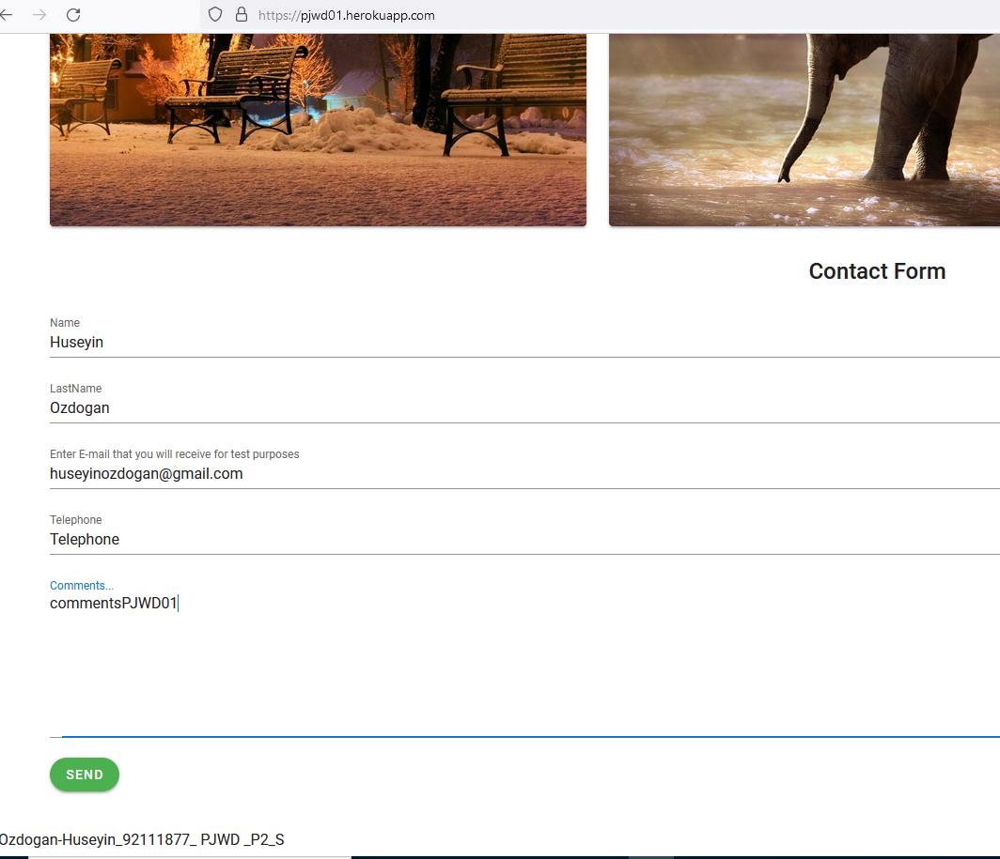 https://pjwd01.herokuapp.com
Contact Form
Name
Huseyin
LastName
Ozdogan
Enter E-mail that you will receive for test purposes
huseyinozdogan@gmail.com
Telephone
Telephone
Comments...
commentsPJWD01
SEND
Ozdogan-Huseyin_92111877_ PJWD _P2_S